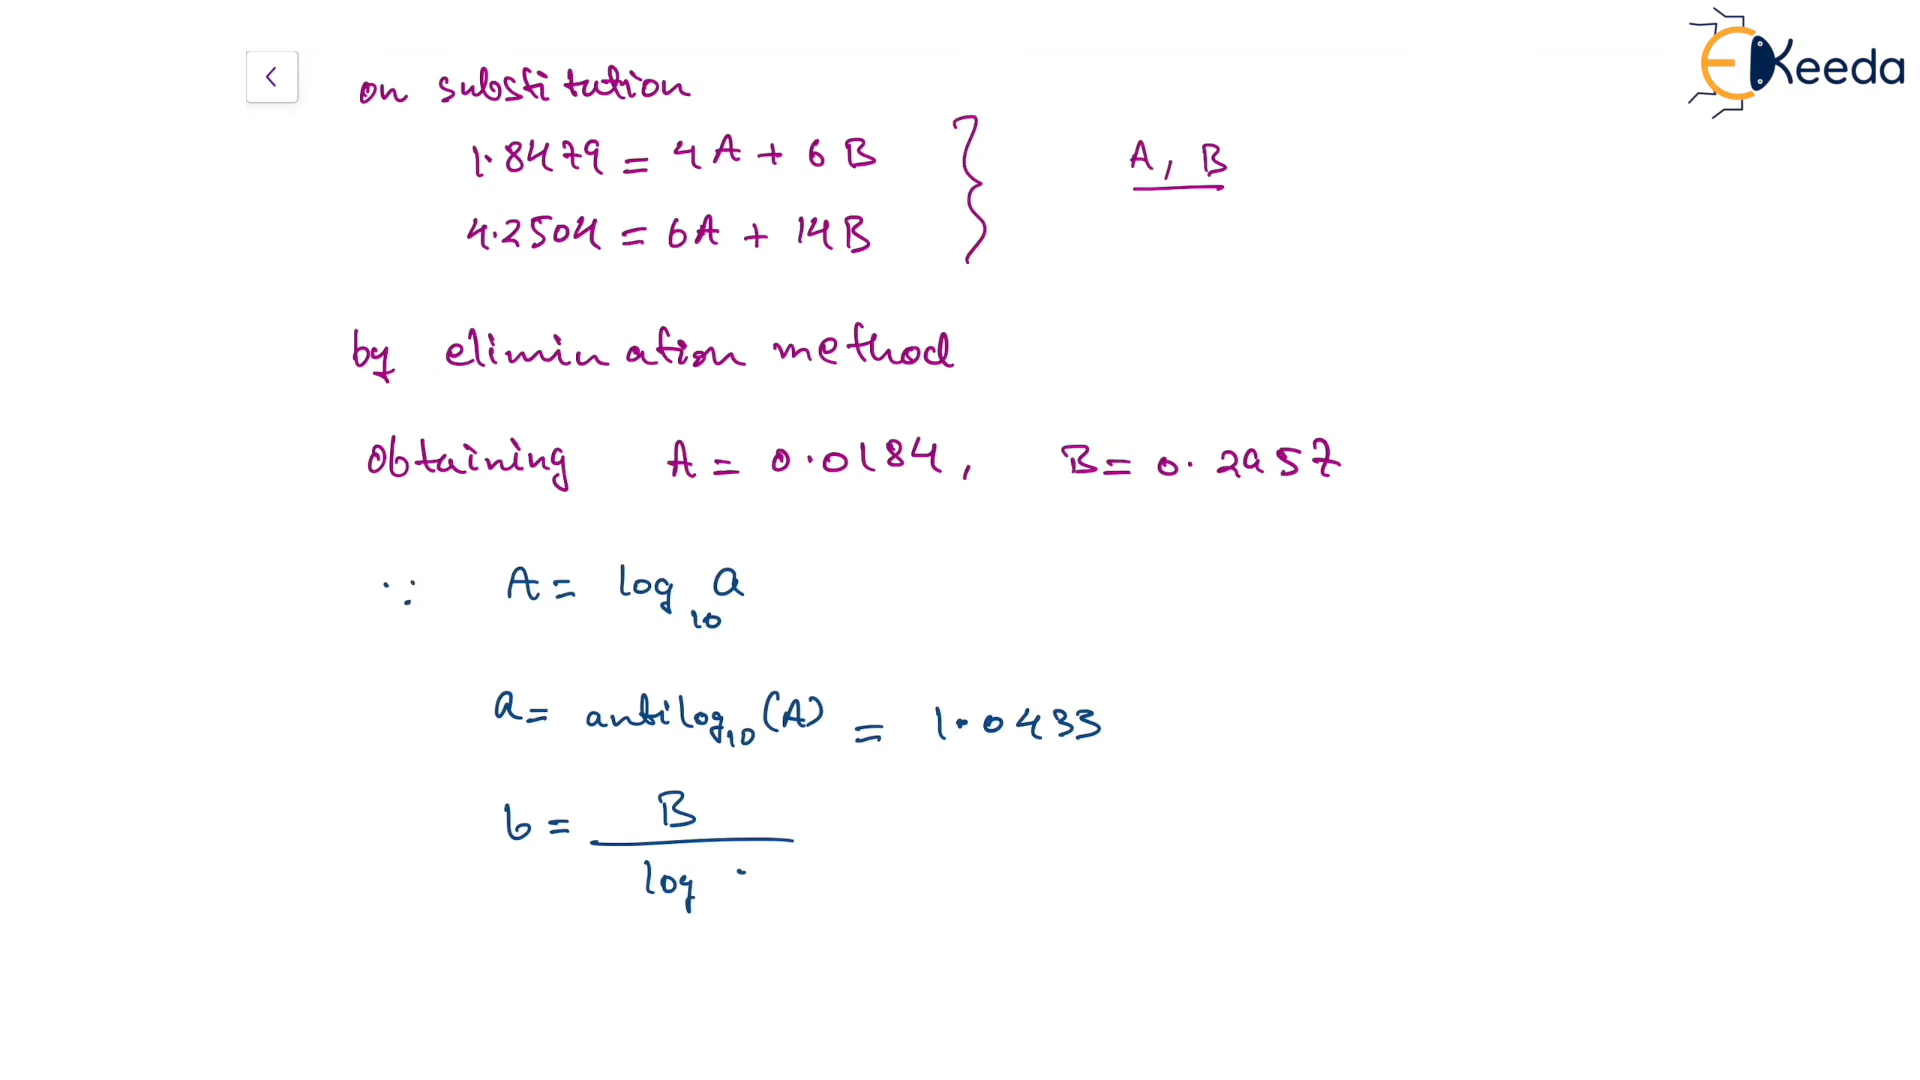 EKeeda
<
on substitution
1.8479 = 4A + 6B
A, B
4.2504 = 6A + 14B
by elimination method
obtaining A = 0.0184, B = 0.2957
∵ A = log₁₀ a
a = antilog₁₀ (A) = 1.0433
b = B
log